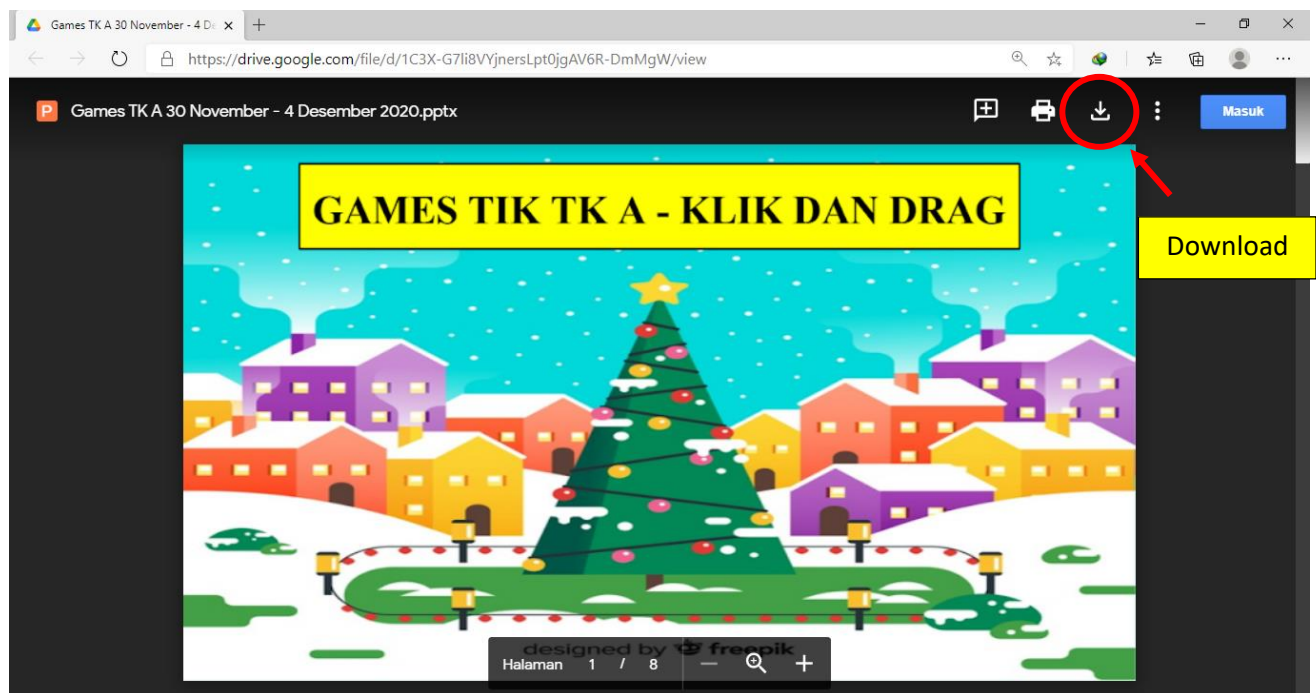 Games TK A 30 November - 4 De
https://drive.google.com/file/d/1C3X-G7li8VYjnersLpt0jgAV6R-DmMgW/view
P Games TK A 30 November - 4 Desember 2020.pptx
Masuk
GAMES TIK TK A - KLIK DAN DRAG
Download
designed by freepik
Halaman 1 / 8